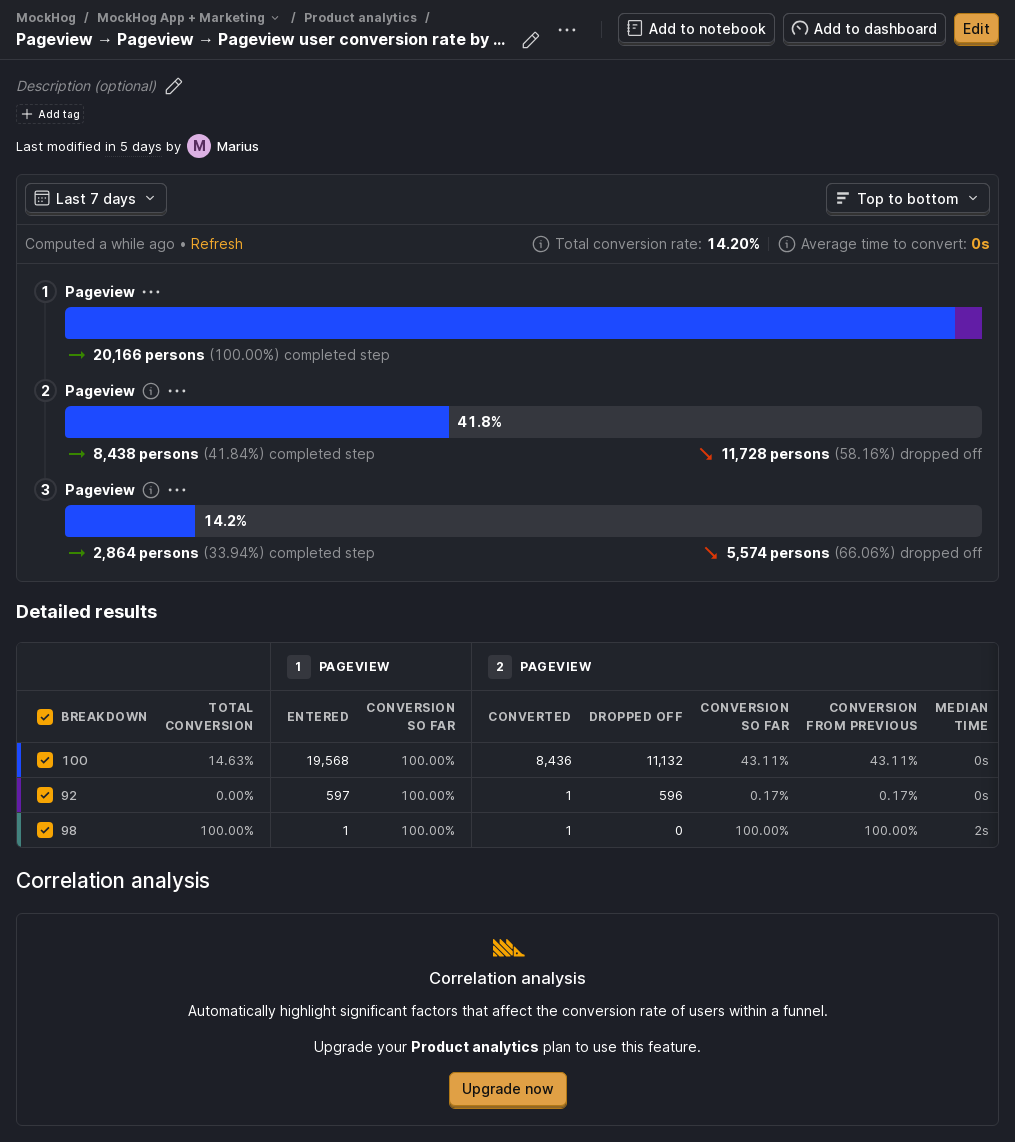 MockHog / MockHog App + Marketing / Product analytics /
Pageview → Pageview → Pageview user conversion rate by ...
Add to notebook
Add to dashboard
Edit
Description (optional)
Add tag
Last modified in 5 days by M Marius
Last 7 days
Top to bottom
Computed a while ago • Refresh
Total conversion rate: 14.20%
Average time to convert: 0s
1 Pageview
20,166 persons (100.00%) completed step
2 Pageview
41.8%
8,438 persons (41.84%) completed step
11,728 persons (58.16%) dropped off
3 Pageview
14.2%
2,864 persons (33.94%) completed step
5,574 persons (66.06%) dropped off
Detailed results
1 PAGEVIEW 2 PAGEVIEW
BREAKDOWN TOTAL CONVERSION ENTERED CONVERSION SO FAR CONVERTED DROPPED OFF CONVERSION SO FAR CONVERSION FROM PREVIOUS MEDIAN TIME
100 14.63% 19,568 100.00% 8,436 11,132 43.11% 43.11% 0s
92 0.00% 597 100.00% 1 596 0.17% 0.17% 0s
98 100.00% 1 100.00% 1 0 100.00% 100.00% 2s
Correlation analysis
Correlation analysis
Automatically highlight significant factors that affect the conversion rate of users within a funnel.
Upgrade your Product analytics plan to use this feature.
Upgrade now